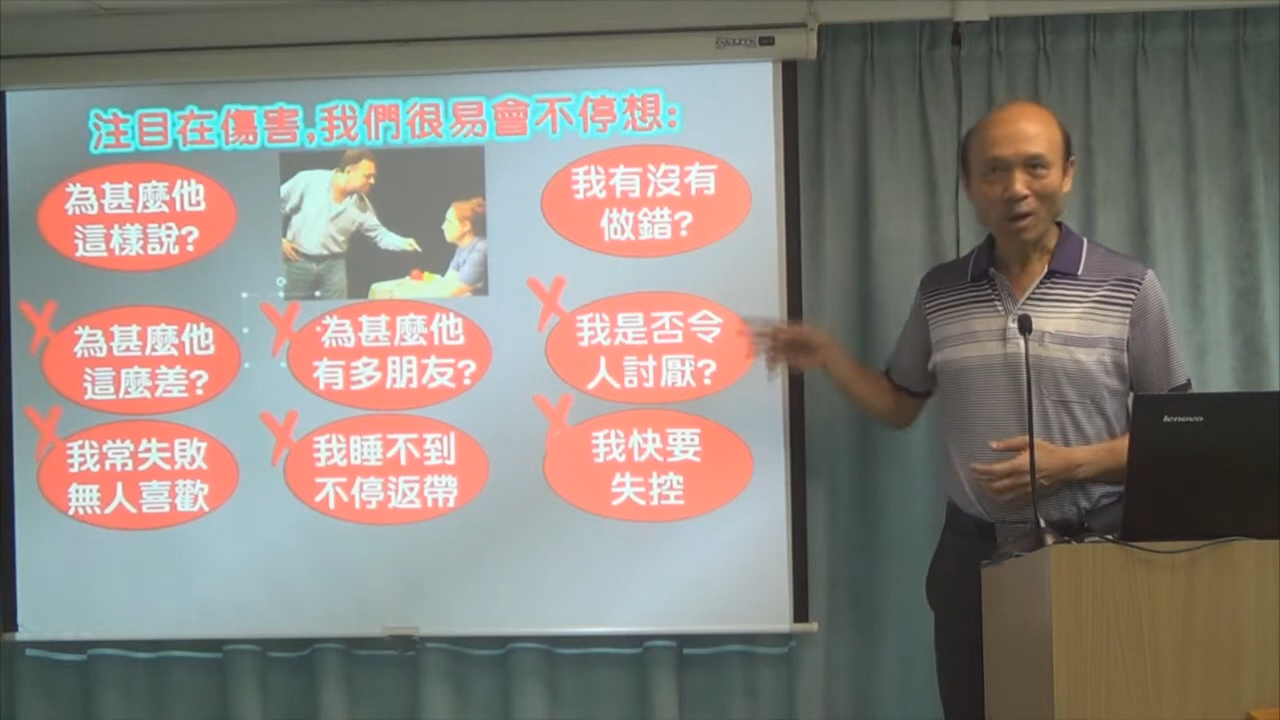 注目在傷害,我們很易會不停想:
為甚麼他
這樣說?
我有沒有
做錯?
為甚麼他
這麼差?
為甚麼他
有多朋友?
我是否令
人討厭?
我常失敗
無人喜歡
我睡不到
不停返帶
我快要
失控
lenovo